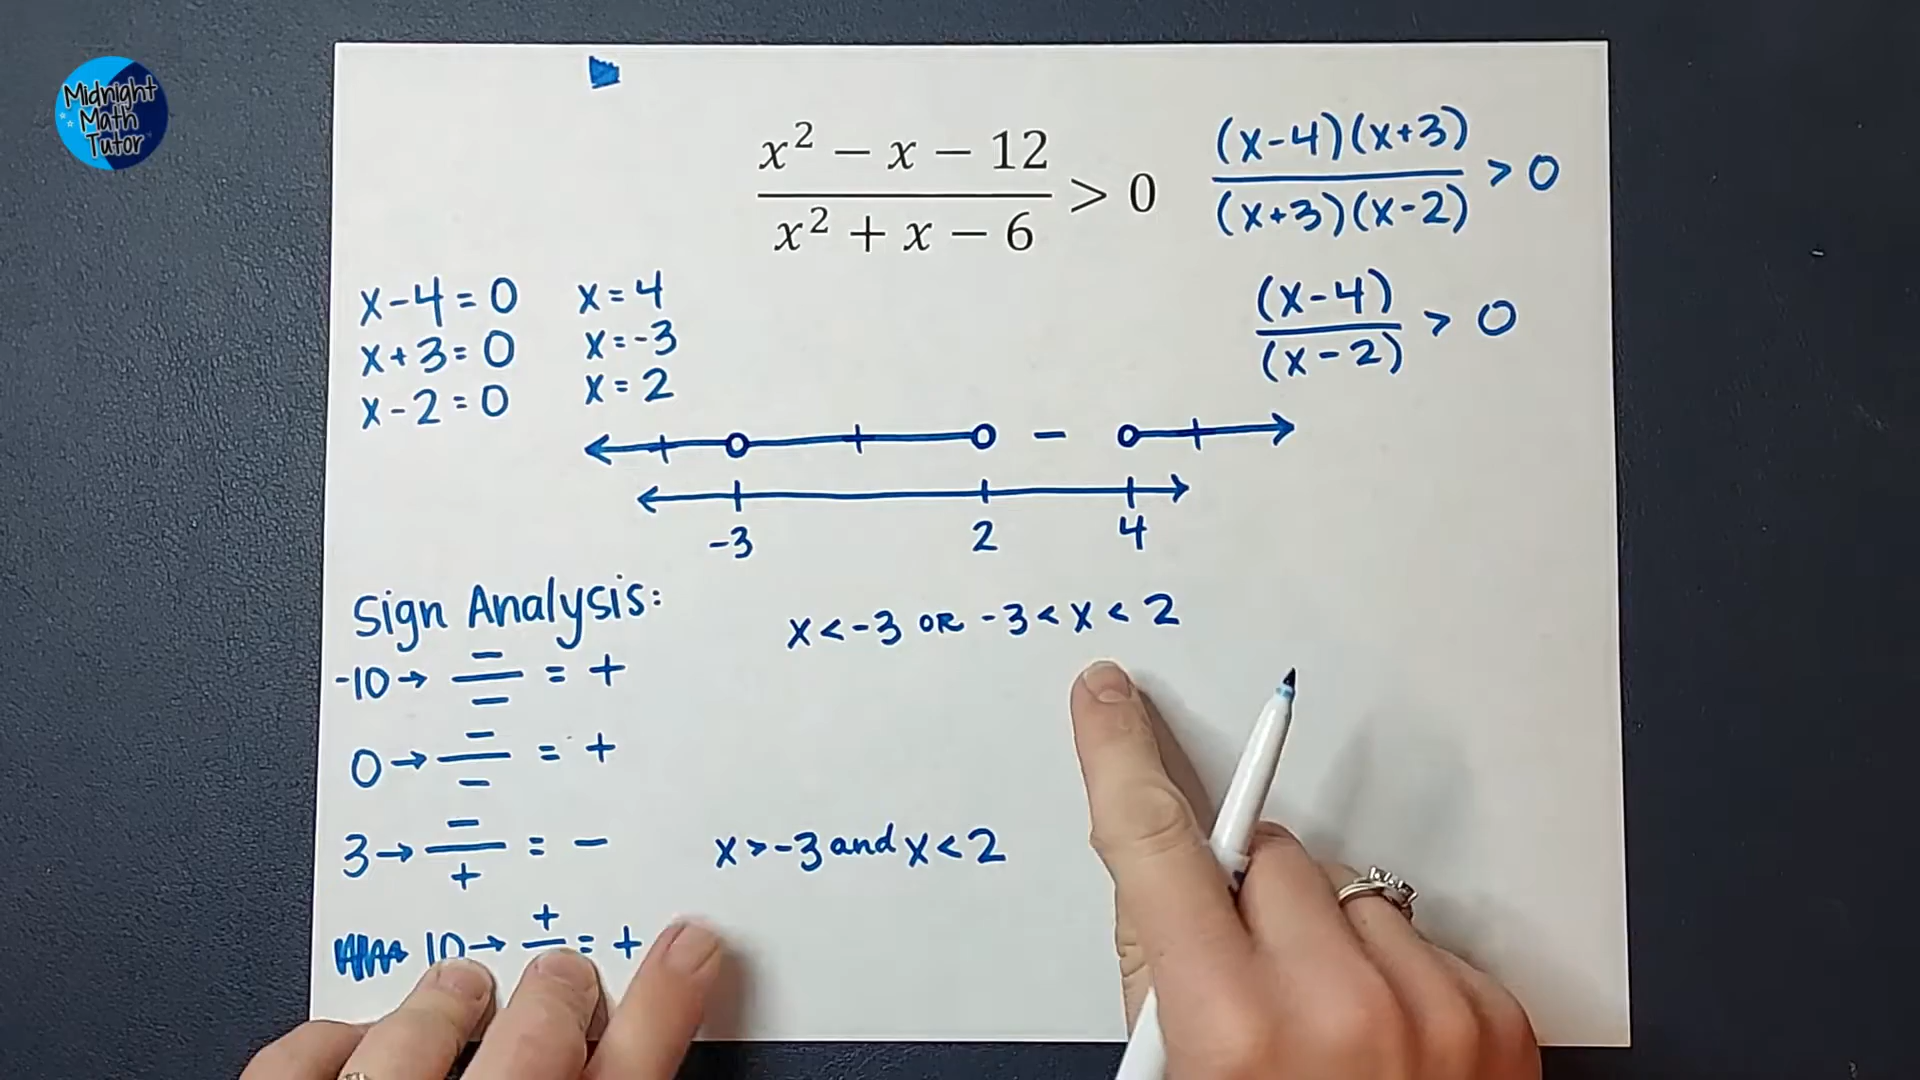 Midnight
Math
Tutor
x² − x − 12
x² + x − 6
> 0
(x-4)(x+3)
(x+3)(x-2)
> 0
(x-4)
(x-2)
> 0
x-4=0 x=4
x+3=0 x=-3
x-2=0 x=2
−
-3 2 4
Sign Analysis:
-10→ −/− = +
0→ −/− = +
3→ −/+ = −
10→ +/ = +
x<-3 OR -3<x<2
x>-3 and x<2